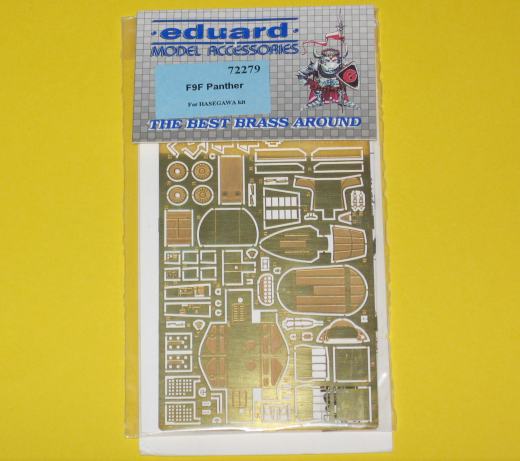 eduard
MODEL ACCESSORIES
72279
F9F Panther
For HASEGAWA kit
THE BEST BRASS AROUND